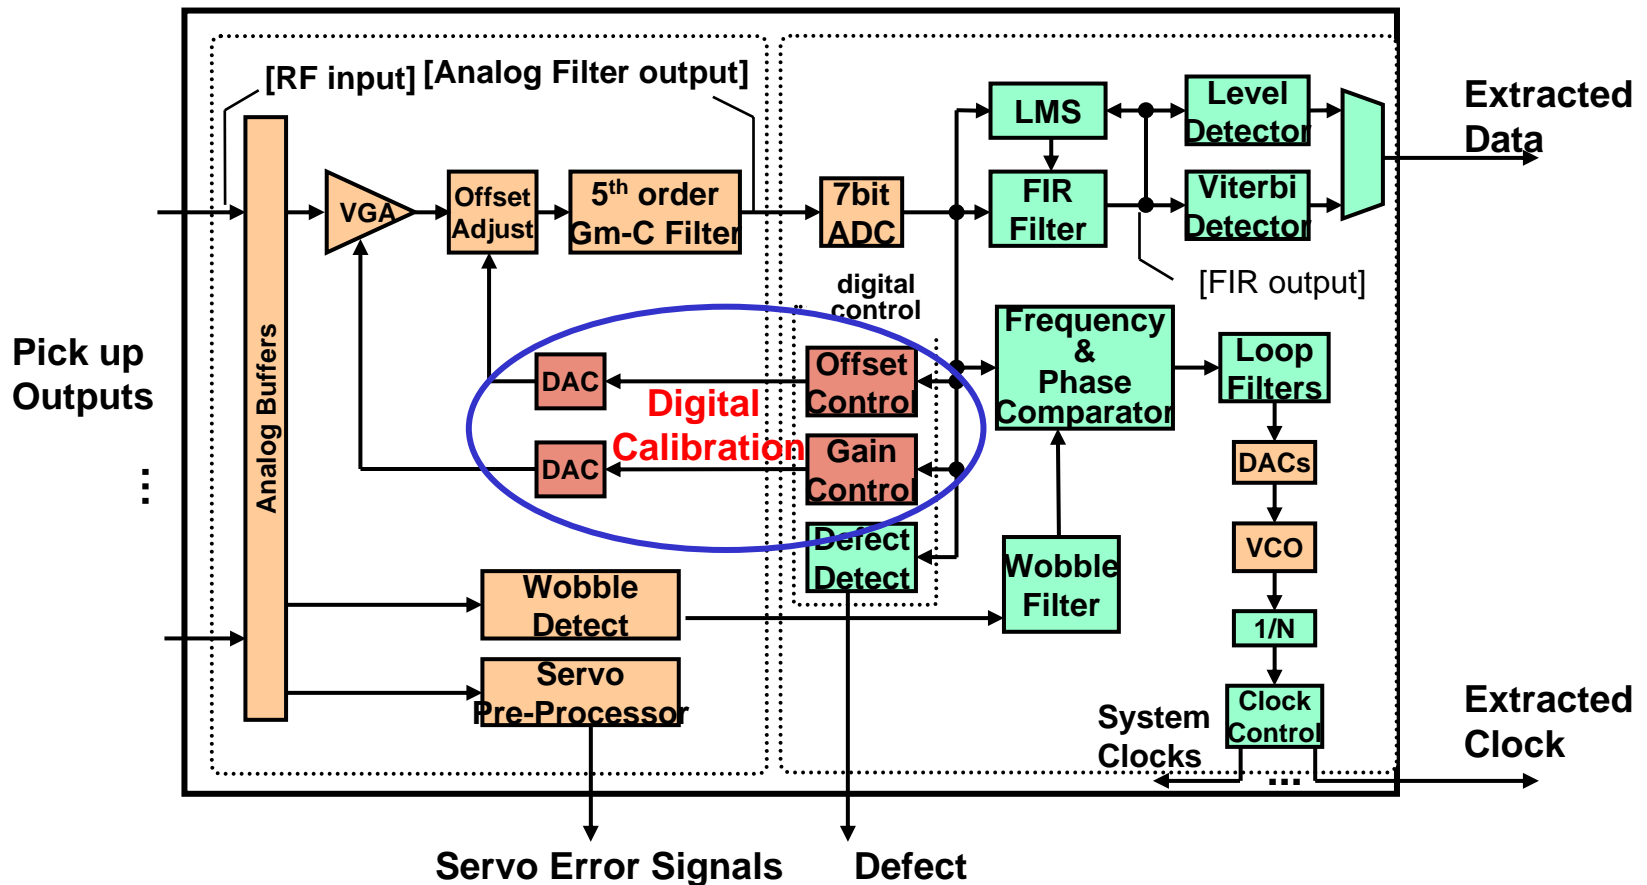 [RF input]
[Analog Filter output]
Pick up
Outputs
...
Analog Buffers
VGA
Offset
Adjust
5th order
Gm-C Filter
7bit
ADC
LMS
FIR
Filter
Level
Detector
Viterbi
Detector
Extracted
Data
[FIR output]
digital
control
DAC
Offset
Control
Digital
Calibration
DAC
Gain
Control
Defect
Detect
Frequency
&
Phase
Comparator
Loop
Filters
DACs
VCO
1/N
Clock
Control
Wobble
Filter
Wobble
Detect
Servo
Pre-Processor
System
Clocks
...
Extracted
Clock
Servo Error Signals
Defect